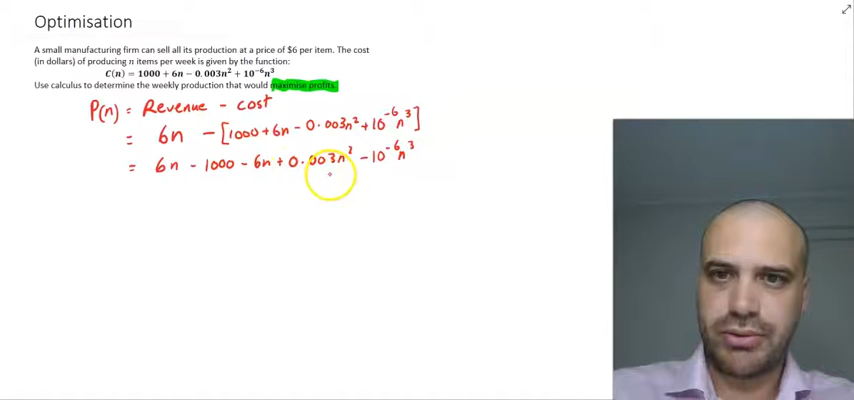 Optimisation
A small manufacturing firm can sell all its production at a price of $6 per item. The cost
(in dollars) of producing n items per week is given by the function:
C(n) = 1000 + 6n − 0.003n² + 10⁻⁶n³
Use calculus to determine the weekly production that would maximise profits.
P(n) = Revenue - cost
= 6n - [1000 + 6n - 0.003n² + 10⁻⁶n³]
= 6n - 1000 - 6n + 0.003n² - 10⁻⁶n³